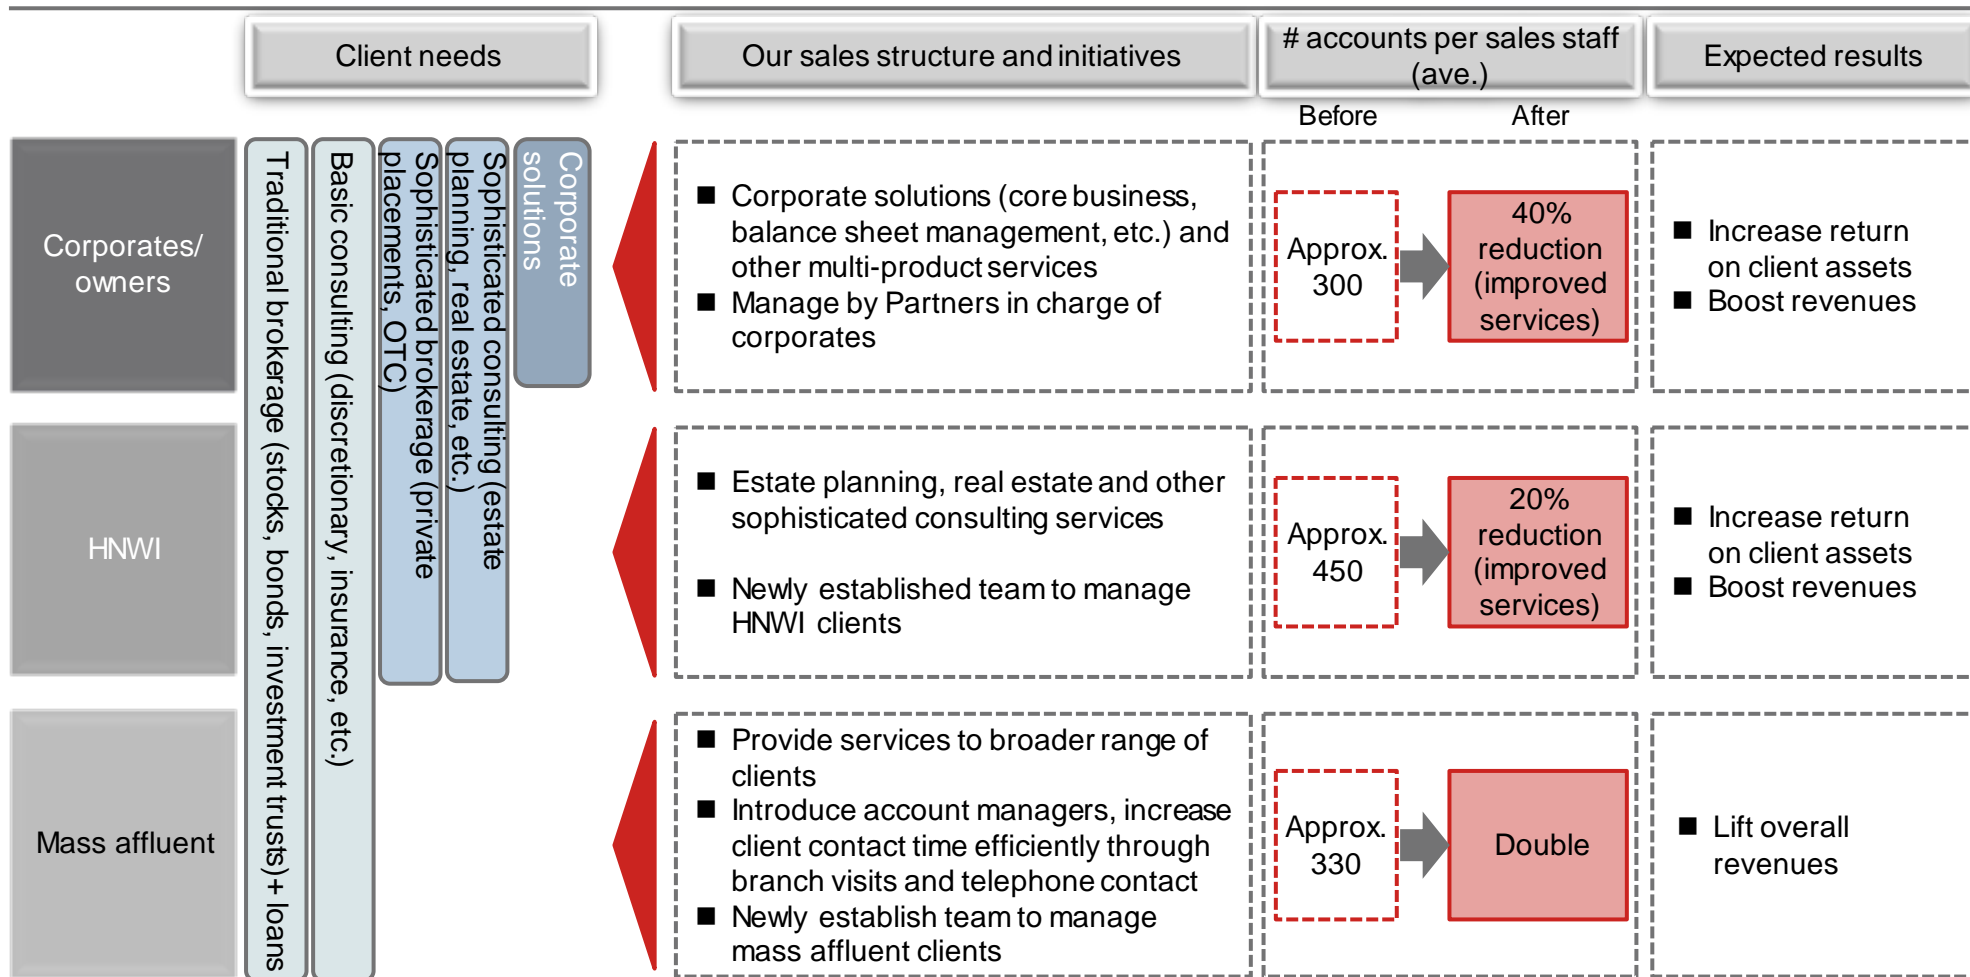 Client needs
Our sales structure and initiatives
# accounts per sales staff
(ave.)
Expected results
Before
After
Corporates/
owners
HNWI
Mass affluent
Traditional brokerage (stocks, bonds, investment trusts)+ loans
Basic consulting (discretionary, insurance, etc.)
Sophisticated brokerage (private
placements, OTC)
Sophisticated consulting (estate
planning, real estate, etc.)
Corporate
solutions
■ Corporate solutions (core business,
balance sheet management, etc.) and
other multi-product services
■ Manage by Partners in charge of
corporates
Approx.
300
40%
reduction
(improved
services)
■ Increase return
on client assets
■ Boost revenues
■ Estate planning, real estate and other
sophisticated consulting services
■ Newly established team to manage
HNWI clients
Approx.
450
20%
reduction
(improved
services)
■ Increase return
on client assets
■ Boost revenues
■ Provide services to broader range of
clients
■ Introduce account managers, increase
client contact time efficiently through
branch visits and telephone contact
■ Newly establish team to manage
mass affluent clients
Approx.
330
Double
■ Lift overall
revenues